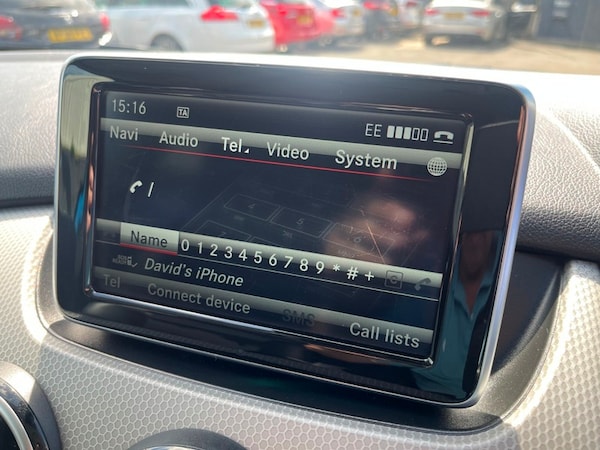 15:16 TA EE
Navi Audio Tel Video System
Name 0 1 2 3 4 5 6 7 8 9 * # + C
David's iPhone
Tel Connect device SMS Call lists